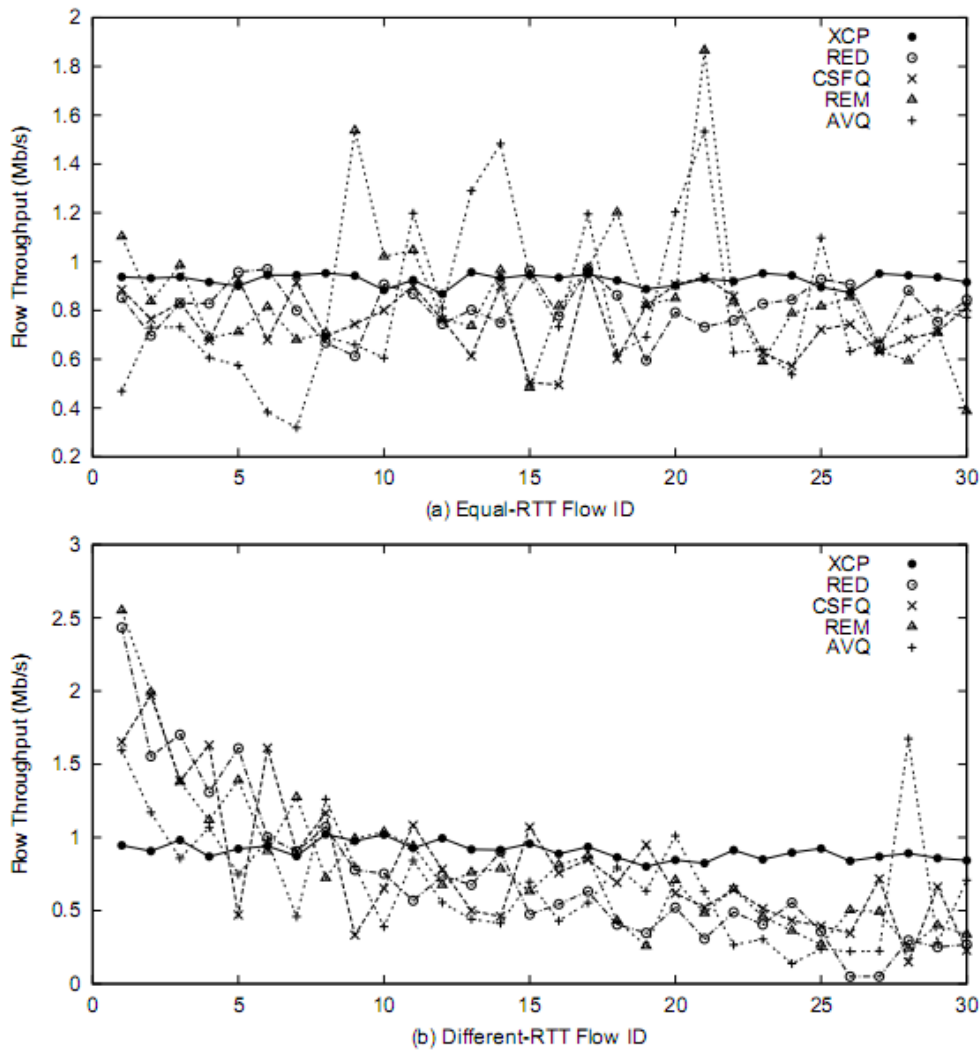 2
1.8
1.6
1.4
1.2
1
0.8
0.6
0.4
0.2
Flow Throughput (Mb/s)
XCP
RED
CSFQ
REM
AVQ
0 5 10 15 20 25 30
(a) Equal-RTT Flow ID
3
2.5
2
1.5
1
0.5
0
Flow Throughput (Mb/s)
XCP
RED
CSFQ
REM
AVQ
0 5 10 15 20 25 30
(b) Different-RTT Flow ID